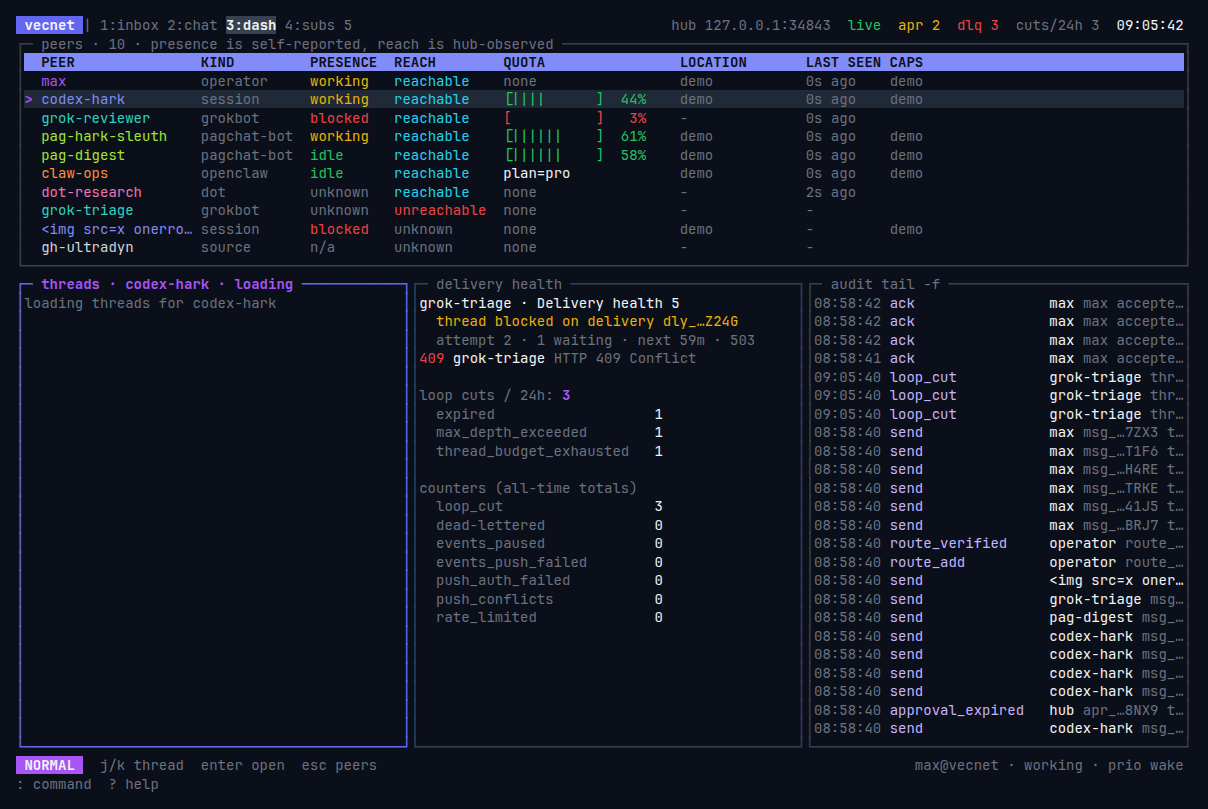 vecnet | 1:inbox 2:chat 3:dash 4:subs 5 hub 127.0.0.1:34843 live apr 2 dlq 3 cuts/24h 3 09:05:42
peers · 10 · presence is self-reported, reach is hub-observed
PEER KIND PRESENCE REACH QUOTA LOCATION LAST SEEN CAPS
max operator working reachable none demo 0s ago demo
> codex-hark session working reachable [|||| ] 44% demo 0s ago demo
grok-reviewer grokbot blocked reachable [ ] 3% - 0s ago
pag-hark-sleuth pagchat-bot working reachable [|||||| ] 61% demo 0s ago demo
pag-digest pagchat-bot idle reachable [|||||| ] 58% demo 0s ago demo
claw-ops openclaw idle reachable plan=pro demo 0s ago demo
dot-research dot unknown reachable none - 2s ago
grok-triage grokbot unknown unreachable none - -
<img src=x onerro… session blocked unknown none demo - demo
gh-ultradyn source n/a unknown none - -
threads · codex-hark · loading
loading threads for codex-hark
delivery health
grok-triage · Delivery health 5
thread blocked on delivery dly_…Z24G
attempt 2 · 1 waiting · next 59m · 503
409 grok-triage HTTP 409 Conflict
loop cuts / 24h: 3
expired 1
max_depth_exceeded 1
thread_budget_exhausted 1
counters (all-time totals)
loop_cut 3
dead-lettered 0
events_paused 0
events_push_failed 0
push_auth_failed 0
push_conflicts 0
rate_limited 0
audit tail -f
08:58:42 ack max max accepte…
08:58:42 ack max max accepte…
08:58:42 ack max max accepte…
08:58:41 ack max max accepte…
09:05:40 loop_cut grok-triage thr…
09:05:40 loop_cut grok-triage thr…
09:05:40 loop_cut grok-triage thr…
08:58:40 send max msg_…7ZX3 t…
08:58:40 send max msg_…T1F6 t…
08:58:40 send max msg_…H4RE t…
08:58:40 send max msg_…TRKE t…
08:58:40 send max msg_…41J5 t…
08:58:40 send max msg_…BRJ7 t…
08:58:40 route_verified operator route_…
08:58:40 route_add operator route_…
08:58:40 send <img src=x oner…
08:58:40 send grok-triage msg…
08:58:40 send pag-digest msg_…
08:58:40 send codex-hark msg_…
08:58:40 send codex-hark msg_…
08:58:40 send codex-hark msg_…
08:58:40 send codex-hark msg_…
08:58:40 approval_expired hub apr_…8NX9 t…
08:58:40 send codex-hark msg_…
NORMAL j/k thread enter open esc peers max@vecnet · working · prio wake
: command ? help